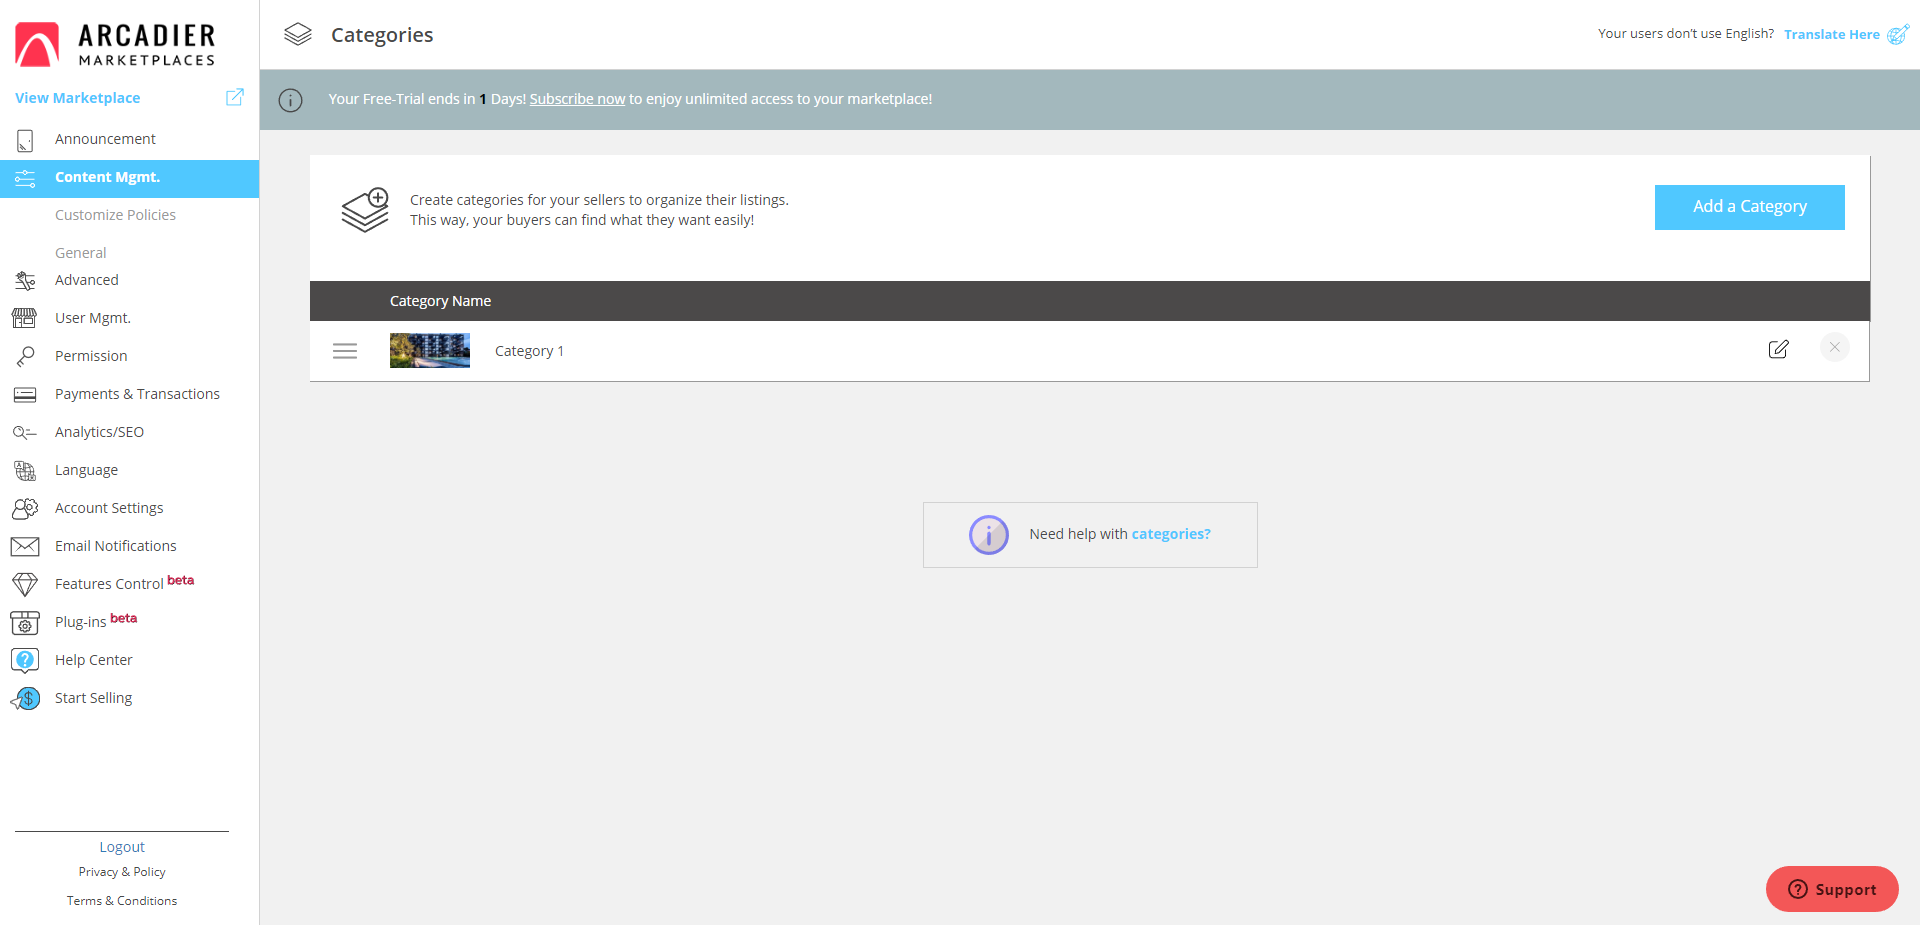 ARCADIER
MARKETPLACES
View Marketplace
Announcement
Content Mgmt.
Customize Policies
General
Advanced
User Mgmt.
Permission
Payments & Transactions
Analytics/SEO
Language
Account Settings
Email Notifications
Features Control beta
Plug-ins beta
Help Center
Start Selling
Logout
Privacy & Policy
Terms & Conditions
Categories
Your users don't use English? Translate Here
Your Free-Trial ends in 1 Days! Subscribe now to enjoy unlimited access to your marketplace!
Create categories for your sellers to organize their listings.
This way, your buyers can find what they want easily!
Add a Category
Category Name
Category 1
Need help with categories?
Support